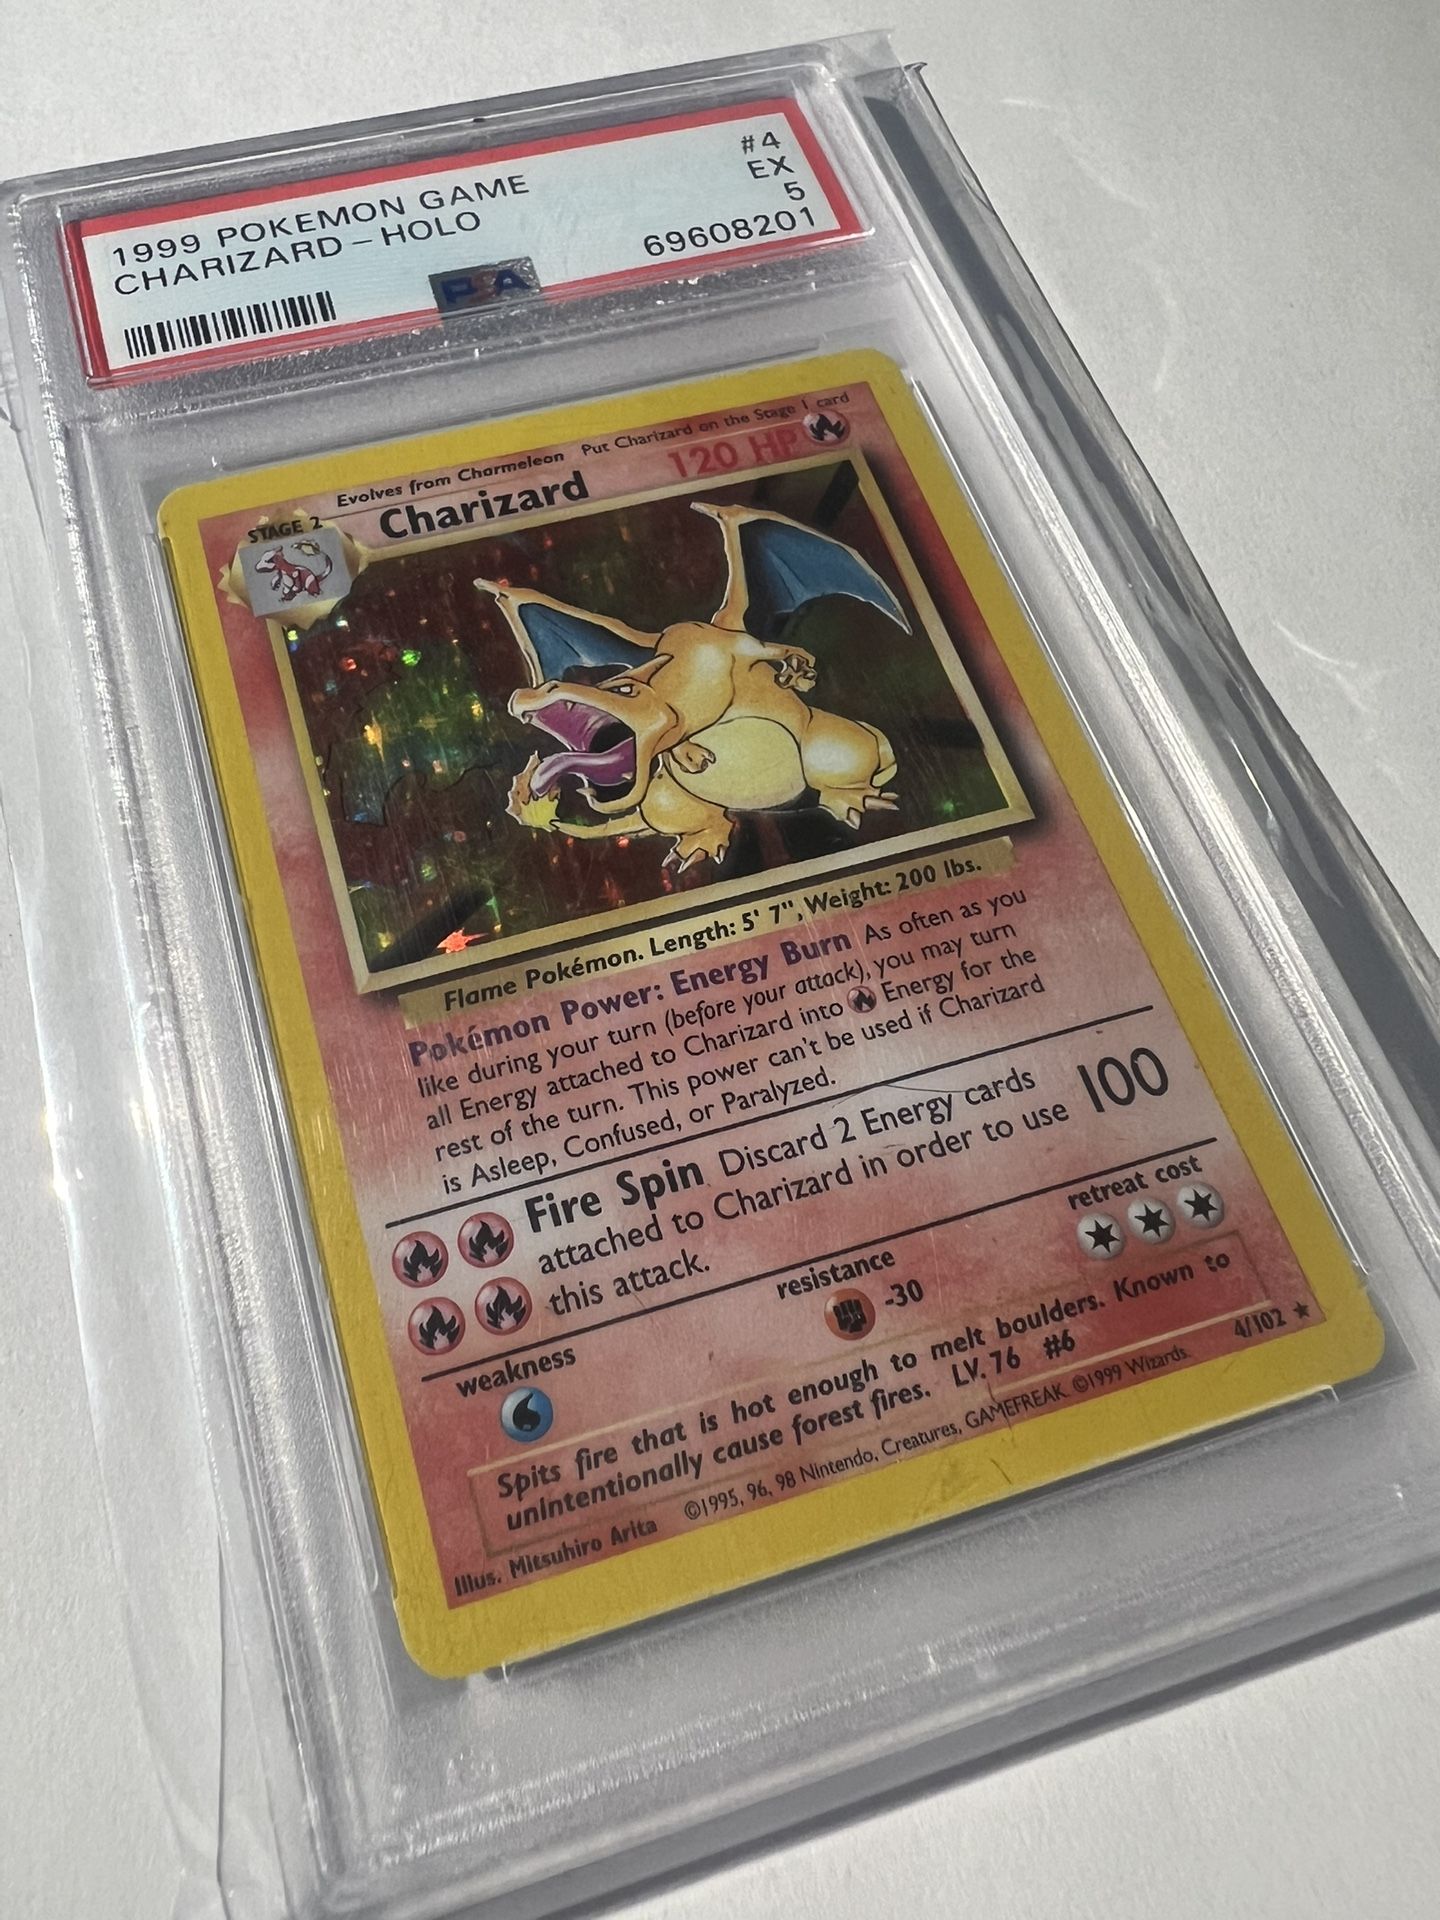 1999 POKEMON GAME
CHARIZARD - HOLO
#4
EX
5
69608201
PSA
Evolves from Charmeleon Put Charizard on the Stage 1 card
STAGE 2
Charizard
120 HP
Flame Pokémon. Length: 5' 7", Weight: 200 lbs.
Pokémon Power: Energy Burn As often as you
like during your turn (before your attack), you may turn
all Energy attached to Charizard into Energy for the
rest of the turn. This power can't be used if Charizard
is Asleep, Confused, or Paralyzed.
Fire Spin Discard 2 Energy cards
attached to Charizard in order to use
this attack.
100
weakness
resistance
-30
retreat cost
Spits fire that is hot enough to melt boulders. Known to
unintentionally cause forest fires. LV. 76 #6
Illus. Mitsuhiro Arita
©1995, 96, 98 Nintendo, Creatures, GAMEFREAK. ©1999 Wizards.
4/102 ★